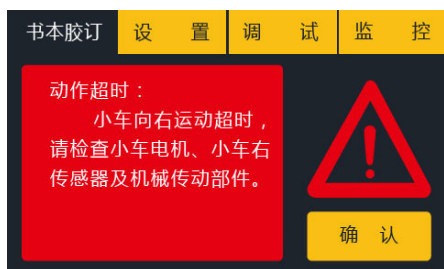 书本胶订 设 置 调 试 监 控
动作超时：
小车向右运动超时，
请检查小车电机、小车右
传感器及机械传动部件。
确 认